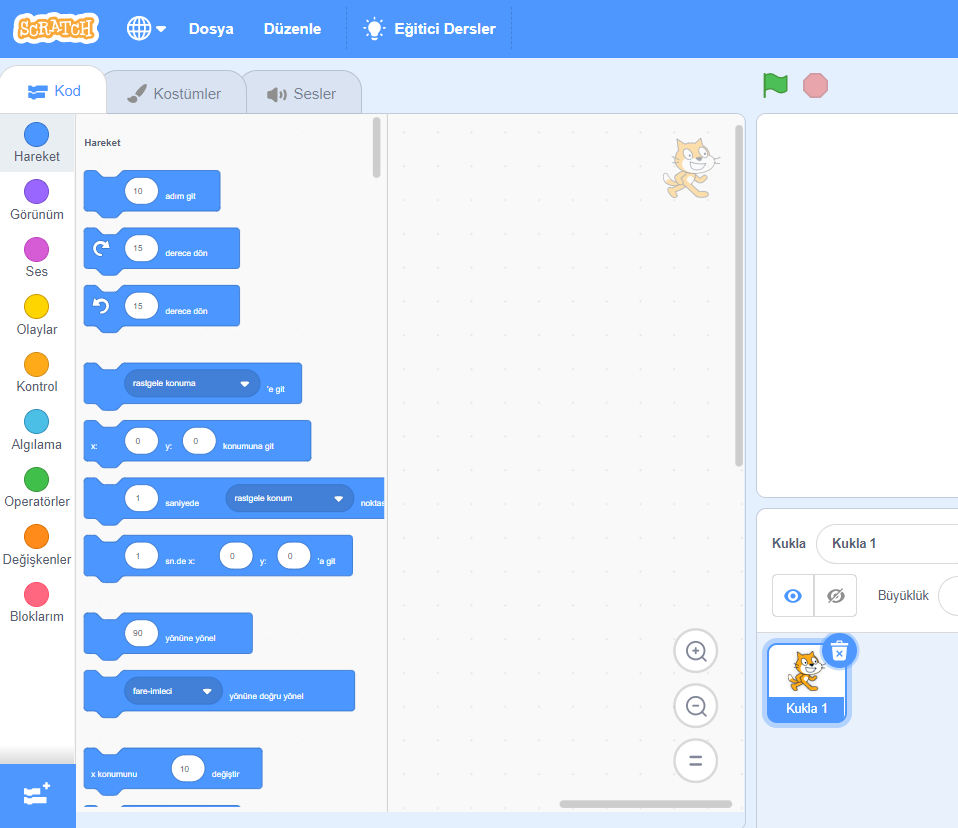 SCRATCH
Dosya
Düzenle
Eğitici Dersler
Kod
Kostümler
Sesler
Hareket
Görünüm
Ses
Olaylar
Kontrol
Algılama
Operatörler
Değişkenler
Bloklarım
Hareket
10 adım git
15 derece dön
15 derece dön
rastgele konuma 'e git
x: 0 y: 0 konumuna git
1 saniyede rastgele konum noktas
1 sn.de x: 0 y: 0 'a git
90 yönüne yönel
fare-imleci yönüne doğru yönel
x konumunu 10 değiştir
Kukla Kukla 1
Büyüklük
Kukla 1